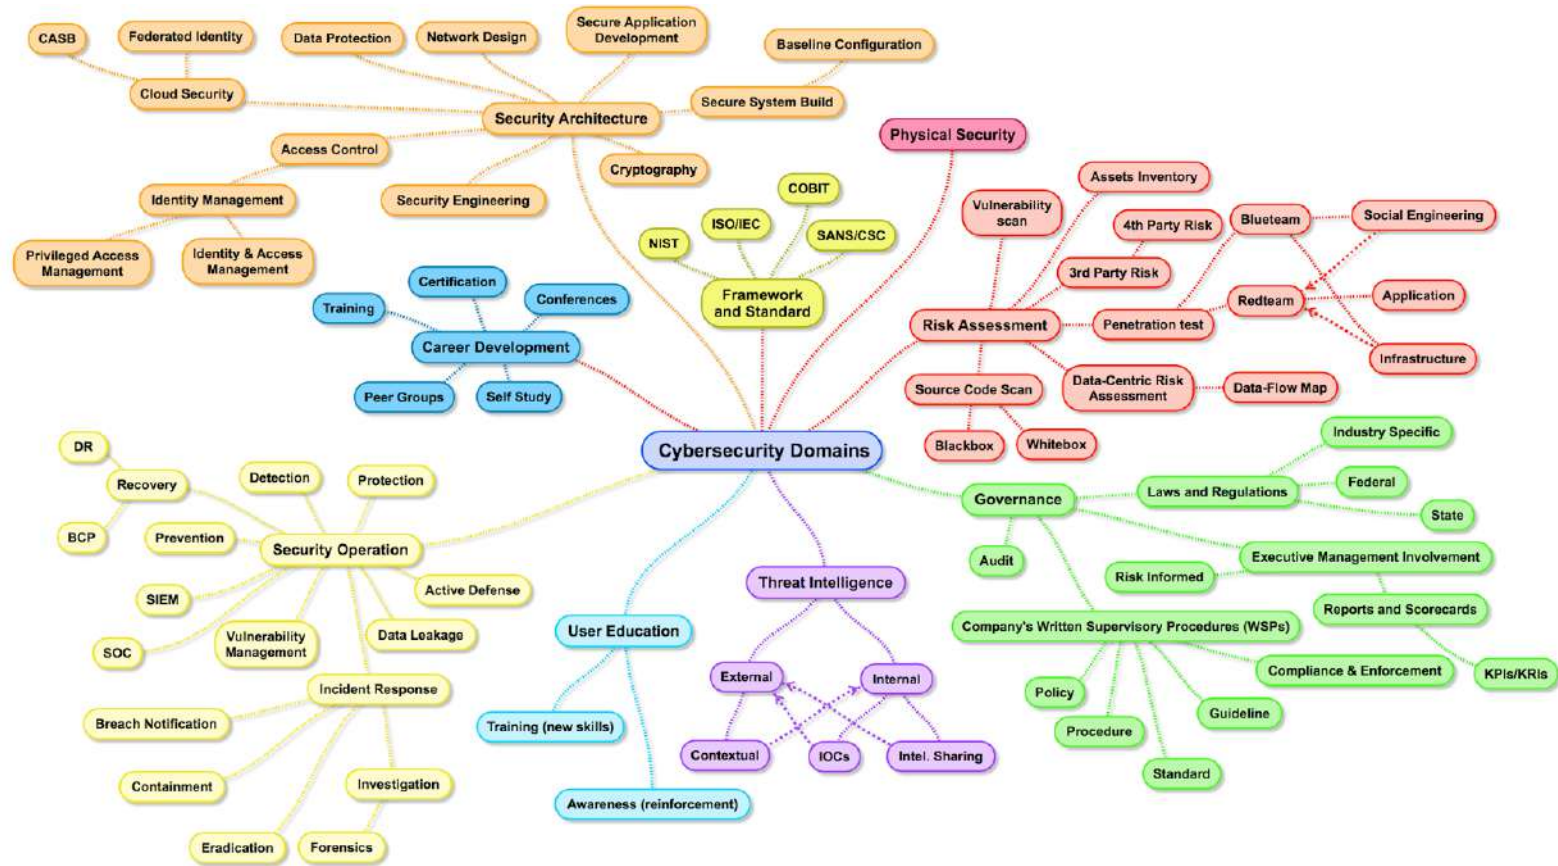 CASB
Federated Identity
Data Protection
Network Design
Secure Application
Development
Baseline Configuration
Cloud Security
Security Architecture
Secure System Build
Access Control
Cryptography
Security Engineering
Identity Management
Privileged Access
Management
Identity & Access
Management
Physical Security
COBIT
ISO/IEC
NIST
SANS/CSC
Framework
and Standard
Certification
Conferences
Training
Career Development
Peer Groups
Self Study
Assets Inventory
Vulnerability
scan
4th Party Risk
Blueteam
Social Engineering
3rd Party Risk
Redteam
Application
Risk Assessment
Penetration test
Infrastructure
Source Code Scan
Data-Centric Risk
Assessment
Data-Flow Map
Blackbox
Whitebox
Cybersecurity Domains
DR
Recovery
Detection
Protection
BCP
Prevention
Security Operation
SIEM
Active Defense
SOC
Vulnerability
Management
Data Leakage
Incident Response
Breach Notification
Containment
Investigation
Eradication
Forensics
User Education
Training (new skills)
Awareness (reinforcement)
Threat Intelligence
External
Internal
Contextual
IOCs
Intel. Sharing
Industry Specific
Governance
Laws and Regulations
Federal
State
Audit
Executive Management Involvement
Risk Informed
Reports and Scorecards
Company's Written Supervisory Procedures (WSPs)
Compliance & Enforcement
KPIs/KRIs
Policy
Guideline
Procedure
Standard